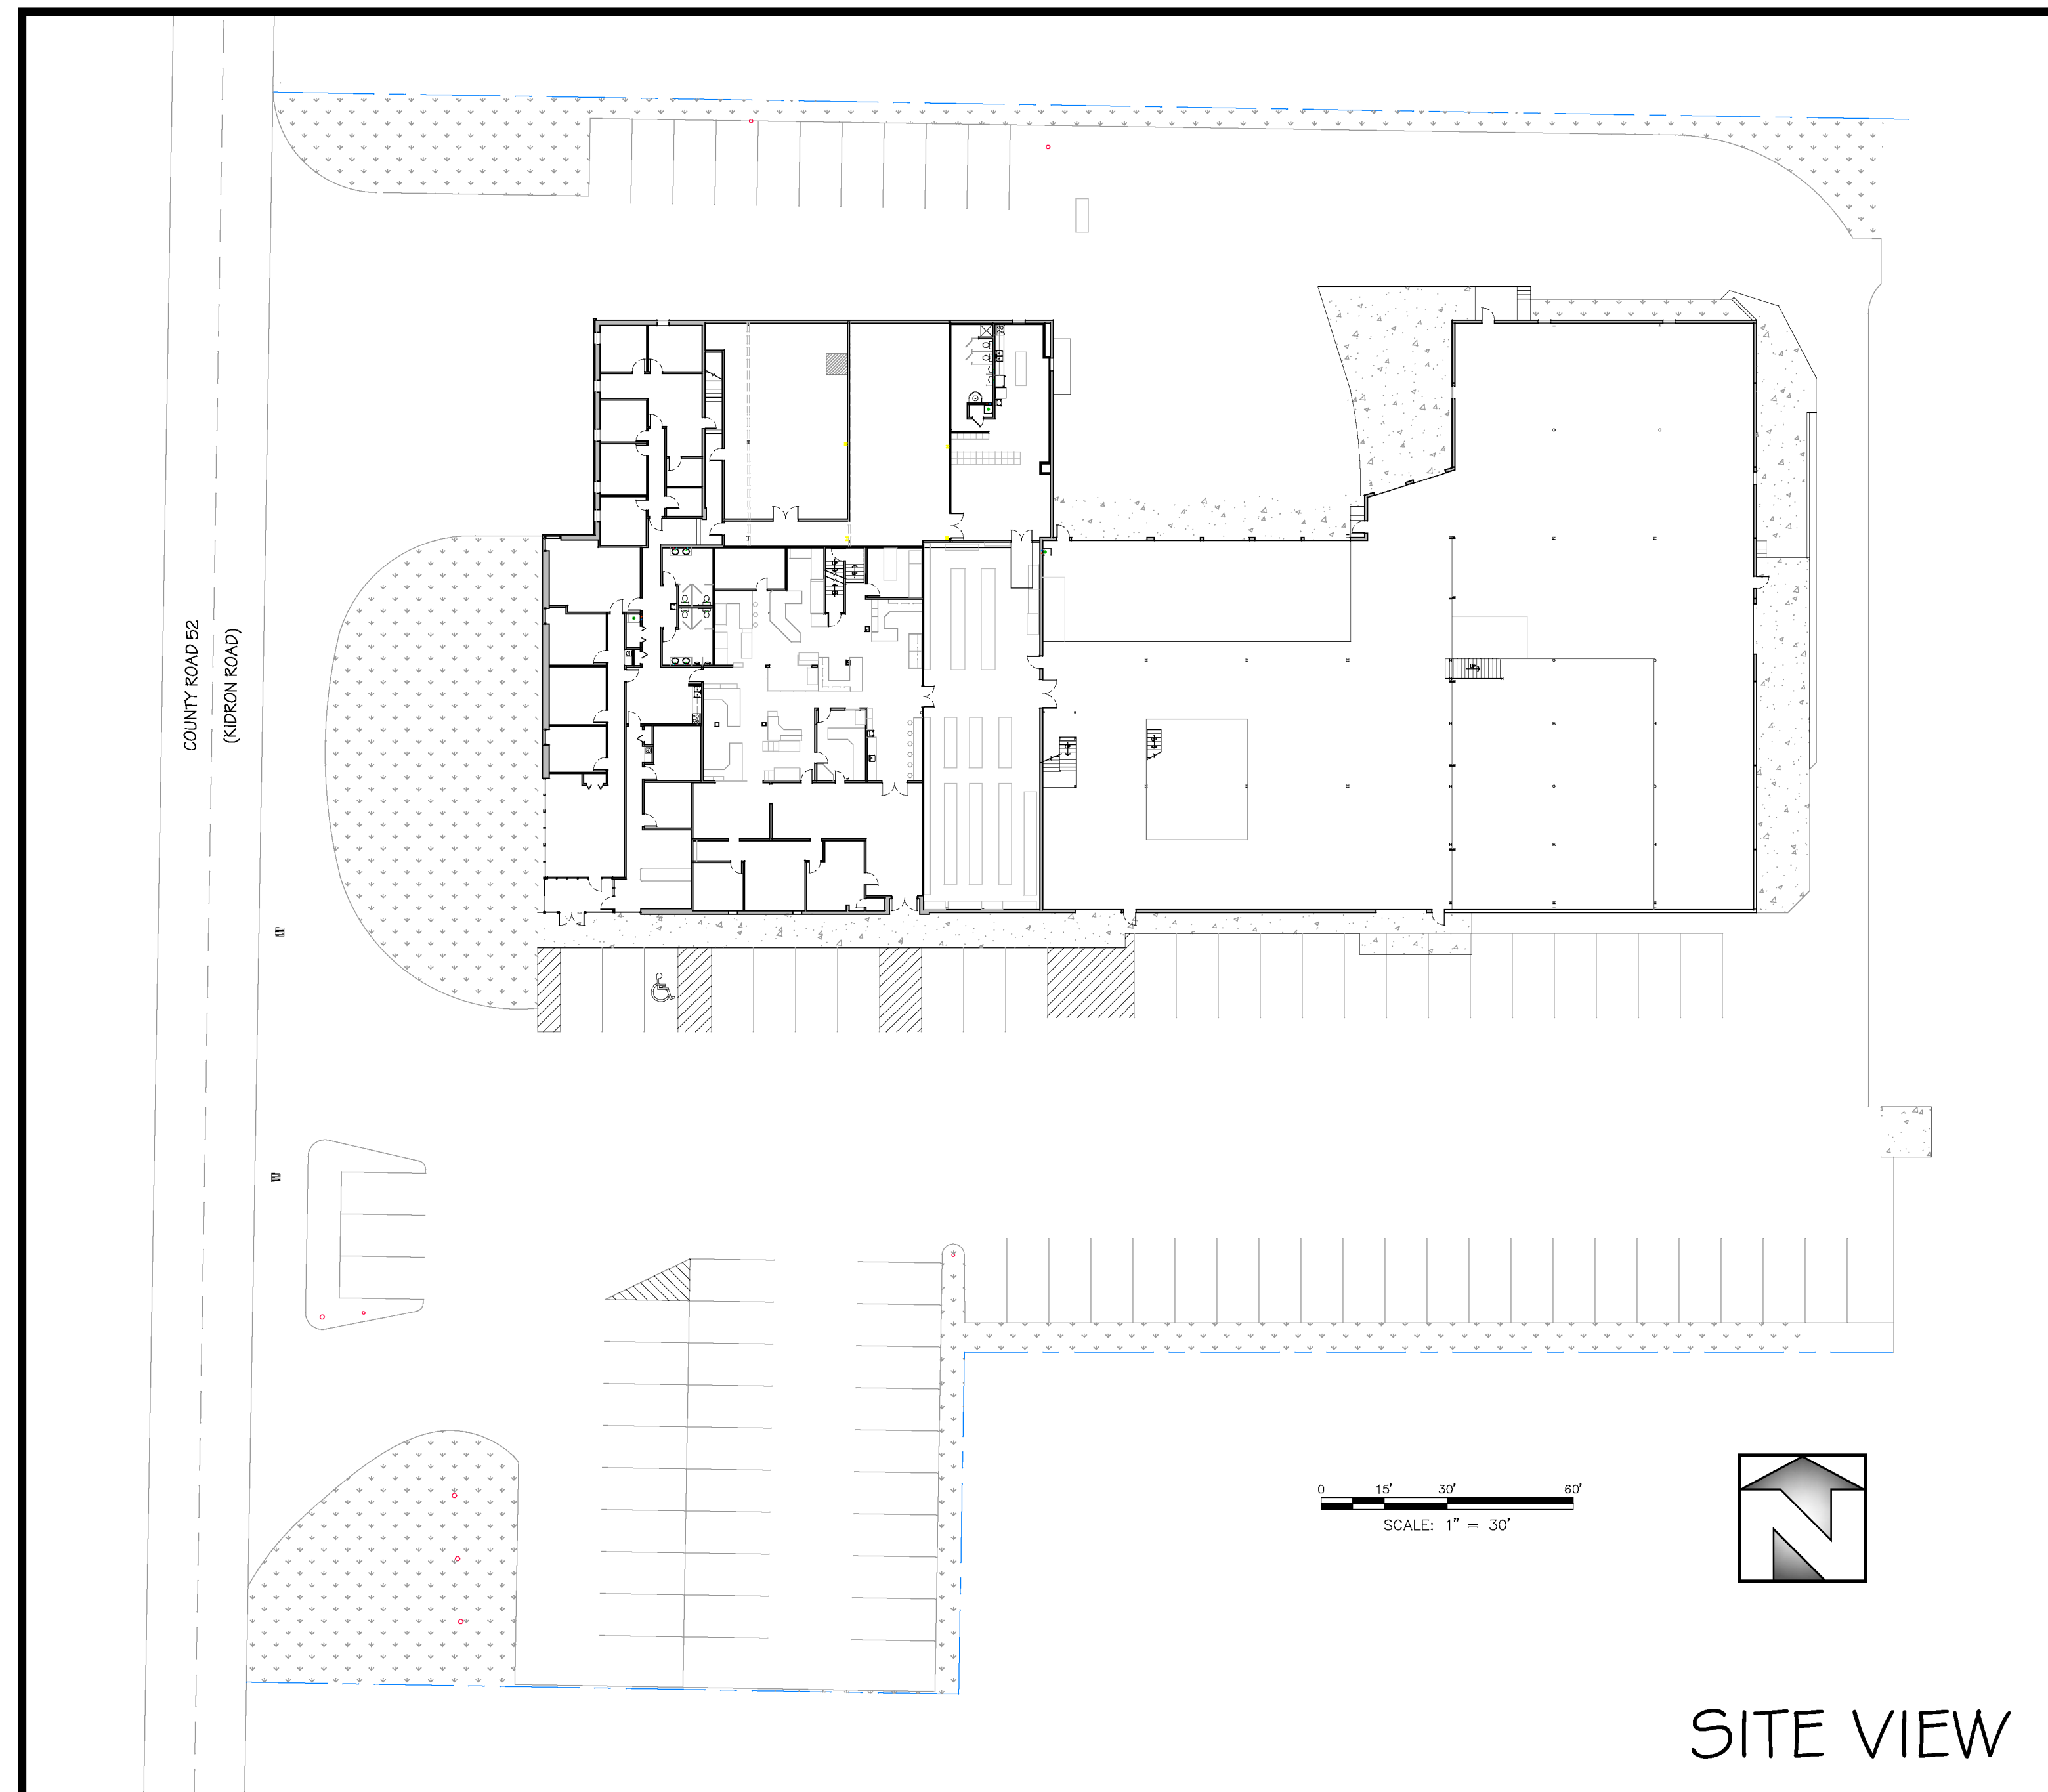 COUNTY ROAD 52
(KIDRON ROAD)
0 15' 30' 60'
SCALE: 1" = 30'
N
SITE VIEW